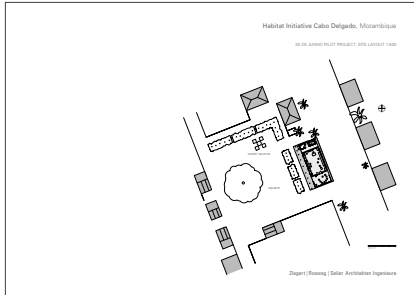 Habitat Initiative Cabo Delgado, Mozambique
25 DE JUNHO PILOT PROJECT, SITE LAYOUT 1:500
square
Ziegert | Roswag | Seiler Architekten Ingenieure